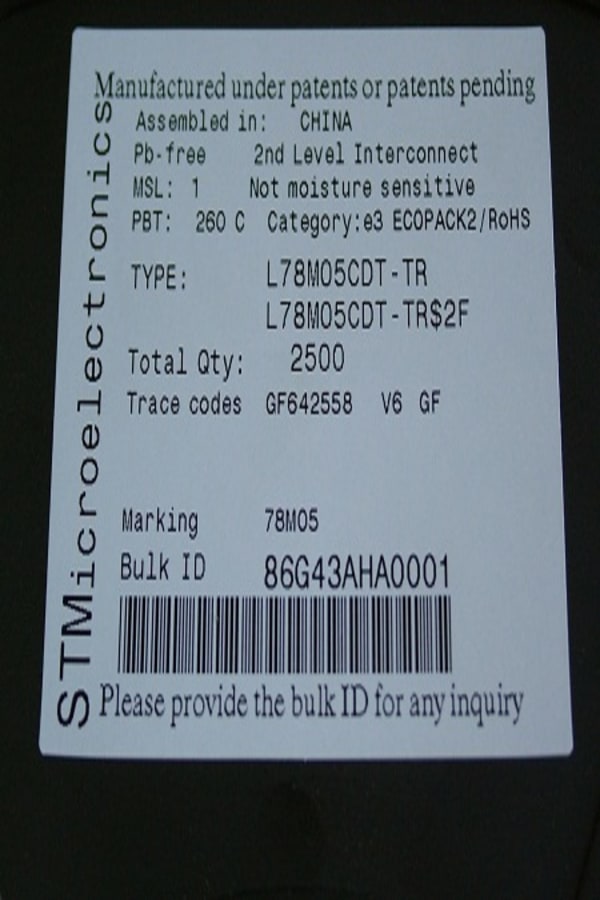 Manufactured under patents or patents pending
Assembled in: CHINA
Pb-free 2nd Level Interconnect
MSL: 1 Not moisture sensitive
PBT: 260 C Category:e3 ECOPACK2/RoHS
TYPE: L78M05CDT-TR
L78M05CDT-TR$2F
Total Qty: 2500
Trace codes GF642558 V6 GF
Marking 78M05
Bulk ID 86G43AHA0001
Please provide the bulk ID for any inquiry
STMicroelectronics